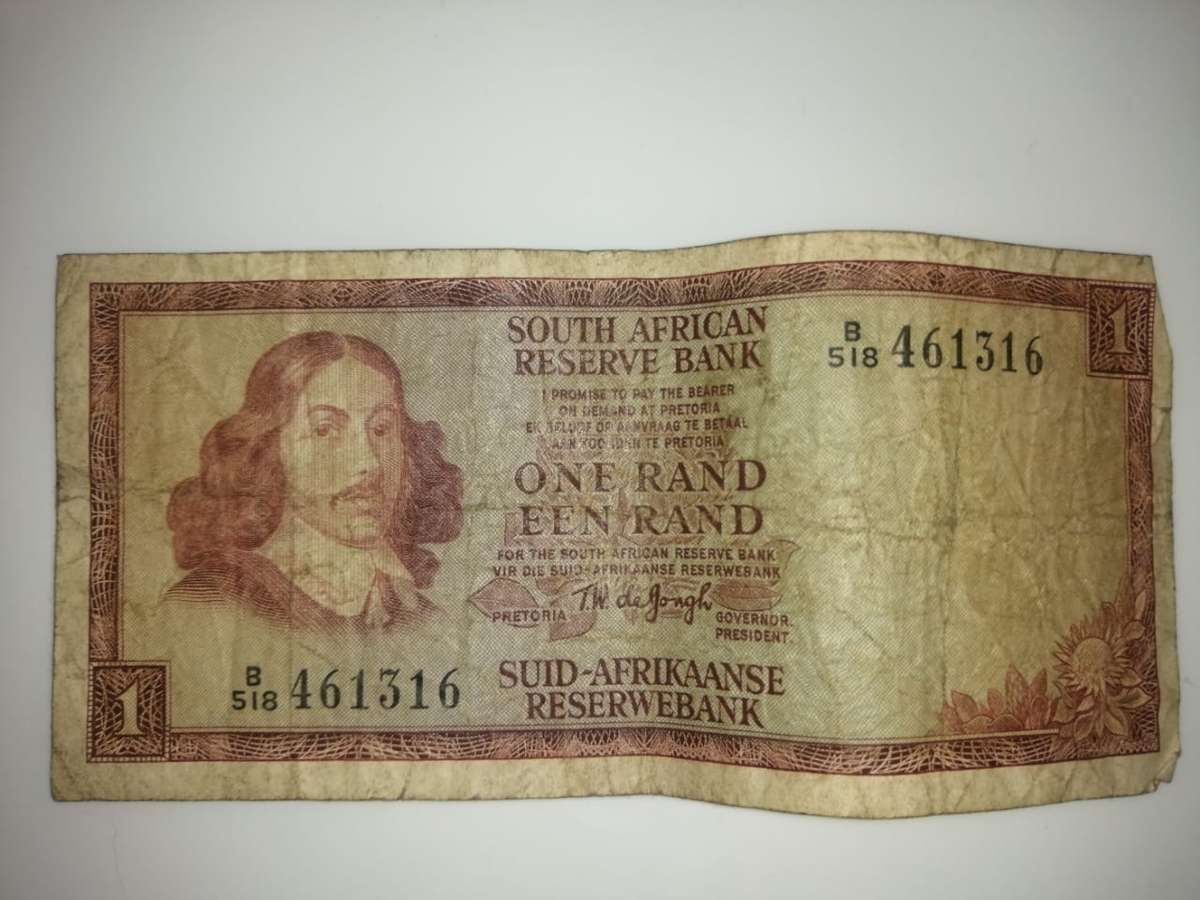 SOUTH AFRICAN
RESERVE BANK
B
518 461316
1
I PROMISE TO PAY THE BEARER
ON DEMAND AT PRETORIA
EK BELOOF OP AANVRAAG TE BETAAL
AAN TOONDER TE PRETORIA
ONE RAND
EEN RAND
FOR THE SOUTH AFRICAN RESERVE BANK
VIR DIE SUID-AFRIKAANSE RESERWEBANK
PRETORIA T.W. de Jongh GOVERNOR.
PRESIDENT.
1
B
518 461316
SUID-AFRIKAANSE
RESERWEBANK